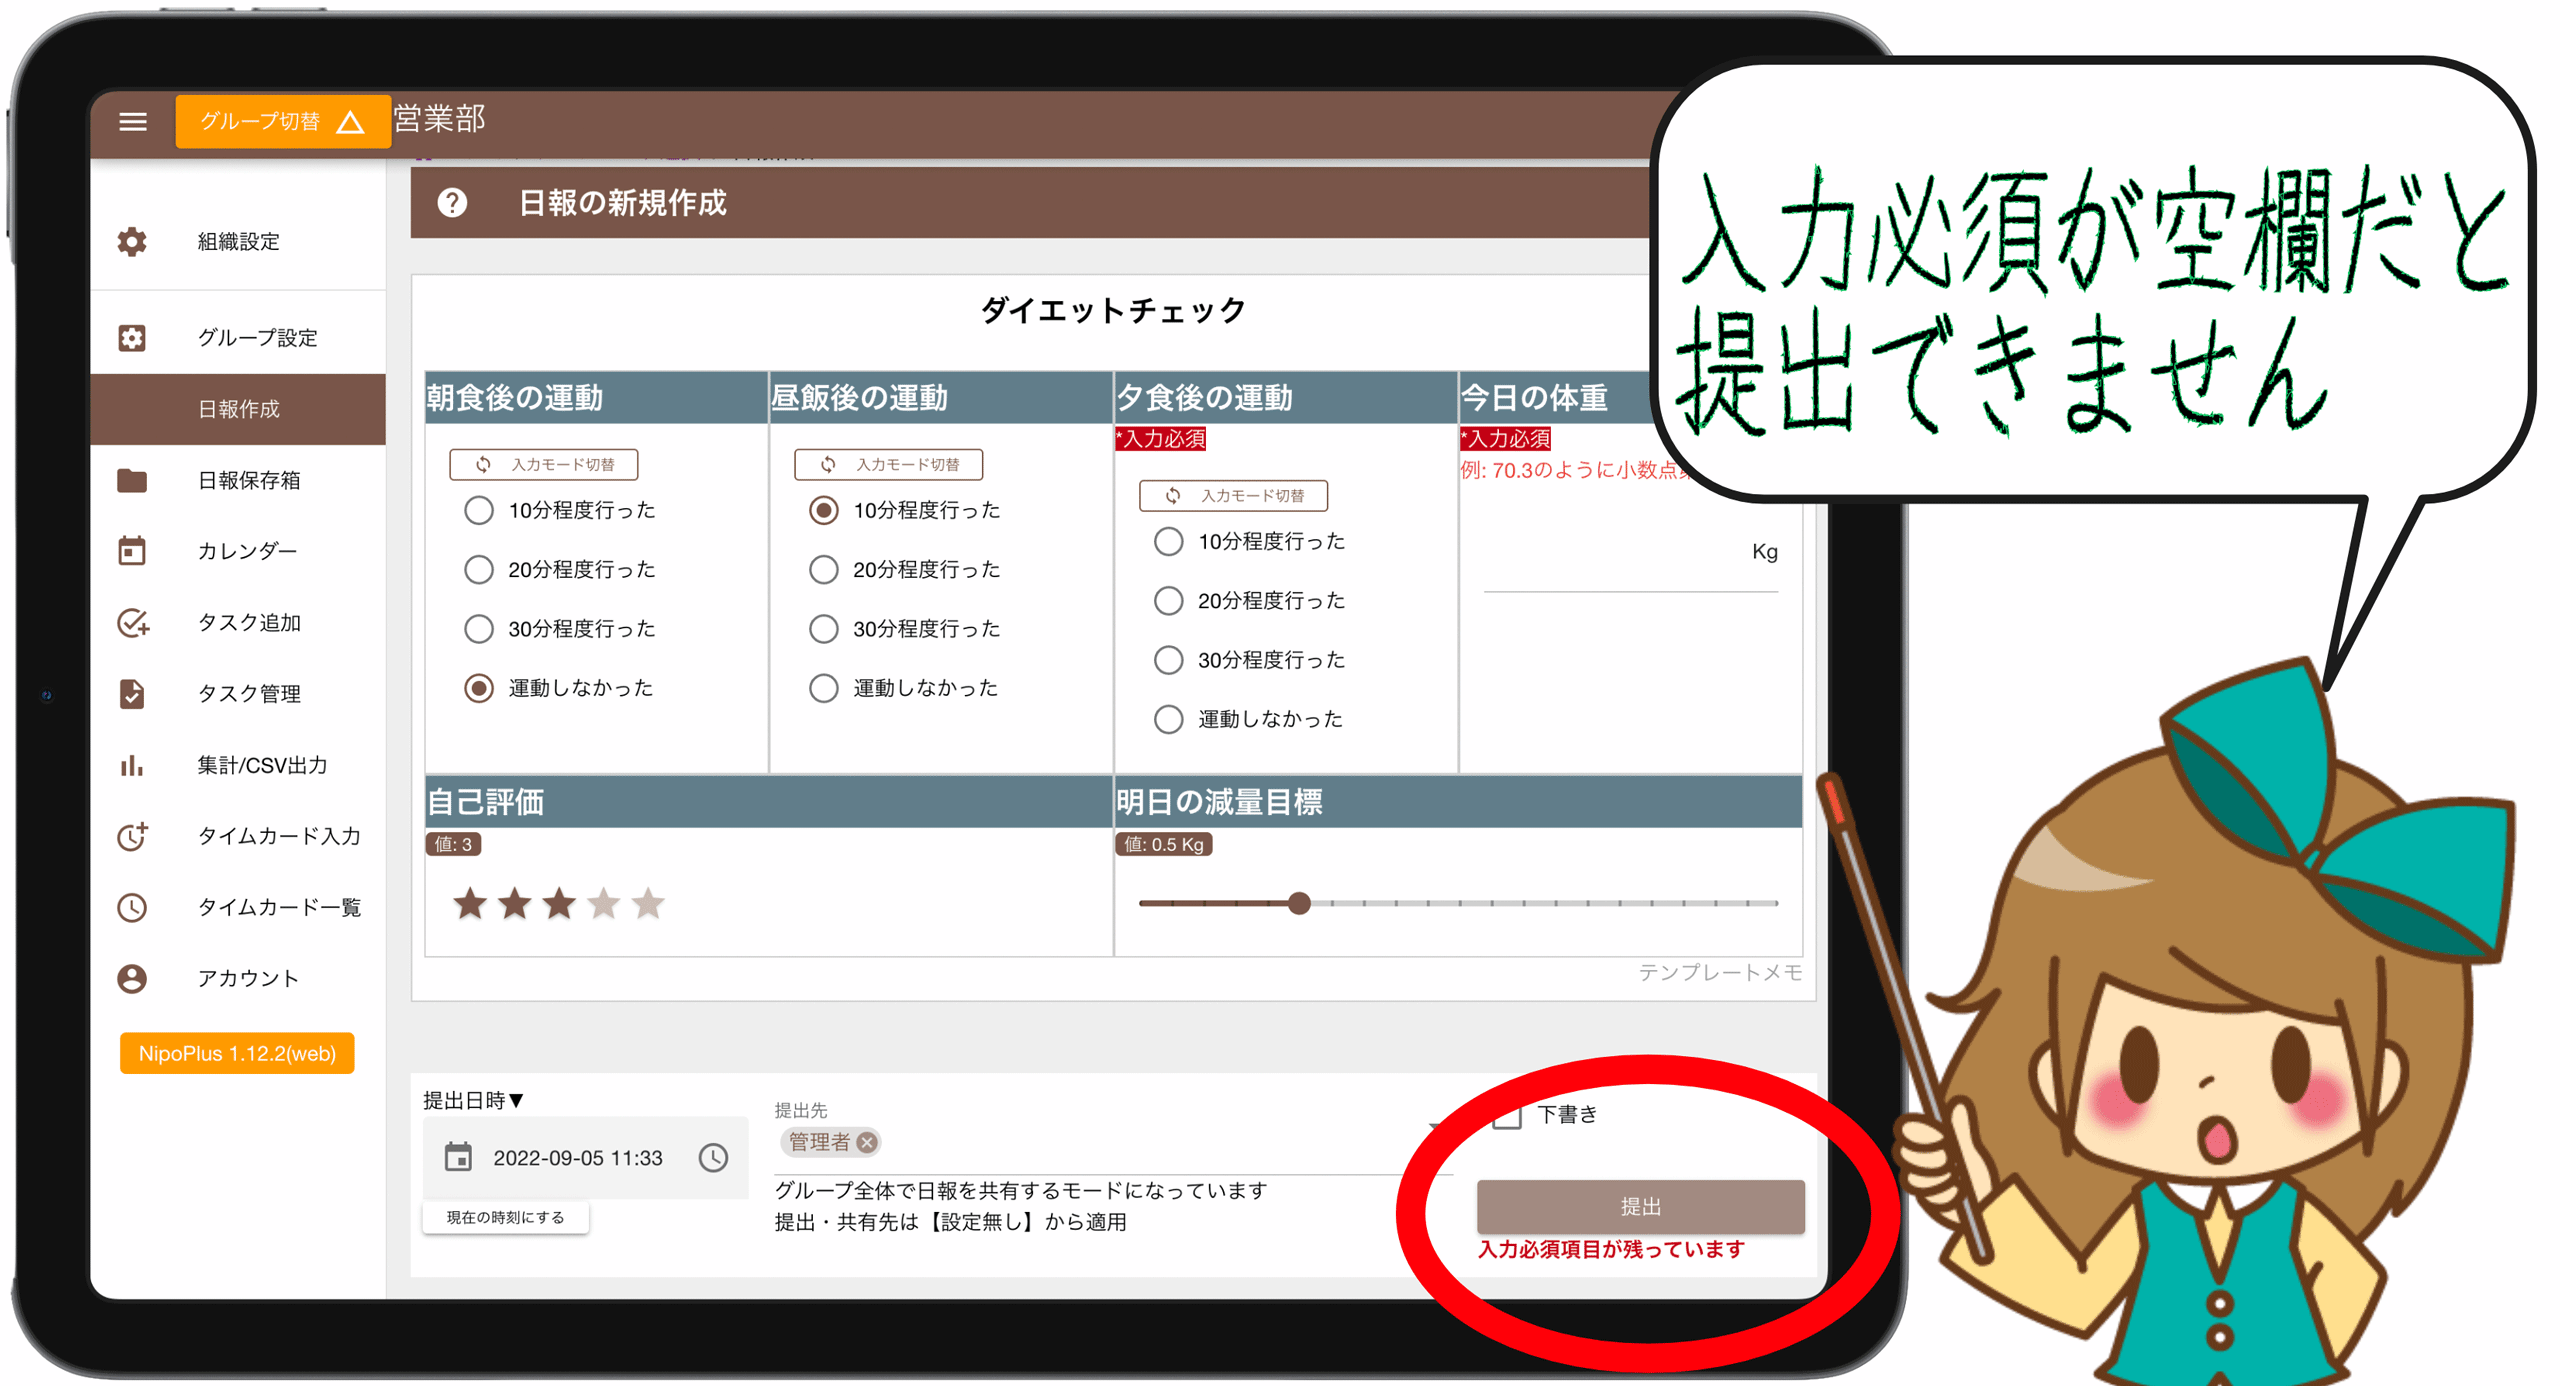 グループ切替 営業部
組織設定
グループ設定
日報作成
日報保存箱
カレンダー
タスク追加
タスク管理
集計/CSV出力
タイムカード入力
タイムカード一覧
アカウント
NipoPlus 1.12.2(web)
日報の新規作成
ダイエットチェック
朝食後の運動
入力モード切替
10分程度行った
20分程度行った
30分程度行った
運動しなかった
昼飯後の運動
入力モード切替
10分程度行った
20分程度行った
30分程度行った
運動しなかった
夕食後の運動
*入力必須
入力モード切替
10分程度行った
20分程度行った
30分程度行った
運動しなかった
今日の体重
*入力必須
例: 70.3のように小数点
Kg
自己評価
値: 3
明日の減量目標
値: 0.5 Kg
テンプレートメモ
提出日時▼
2022-09-05 11:33
現在の時刻にする
提出先
管理者
グループ全体で日報を共有するモードになっています
提出・共有先は【設定無し】から適用
下書き
提出
入力必須項目が残っています
入力必須が空欄だと
提出できません